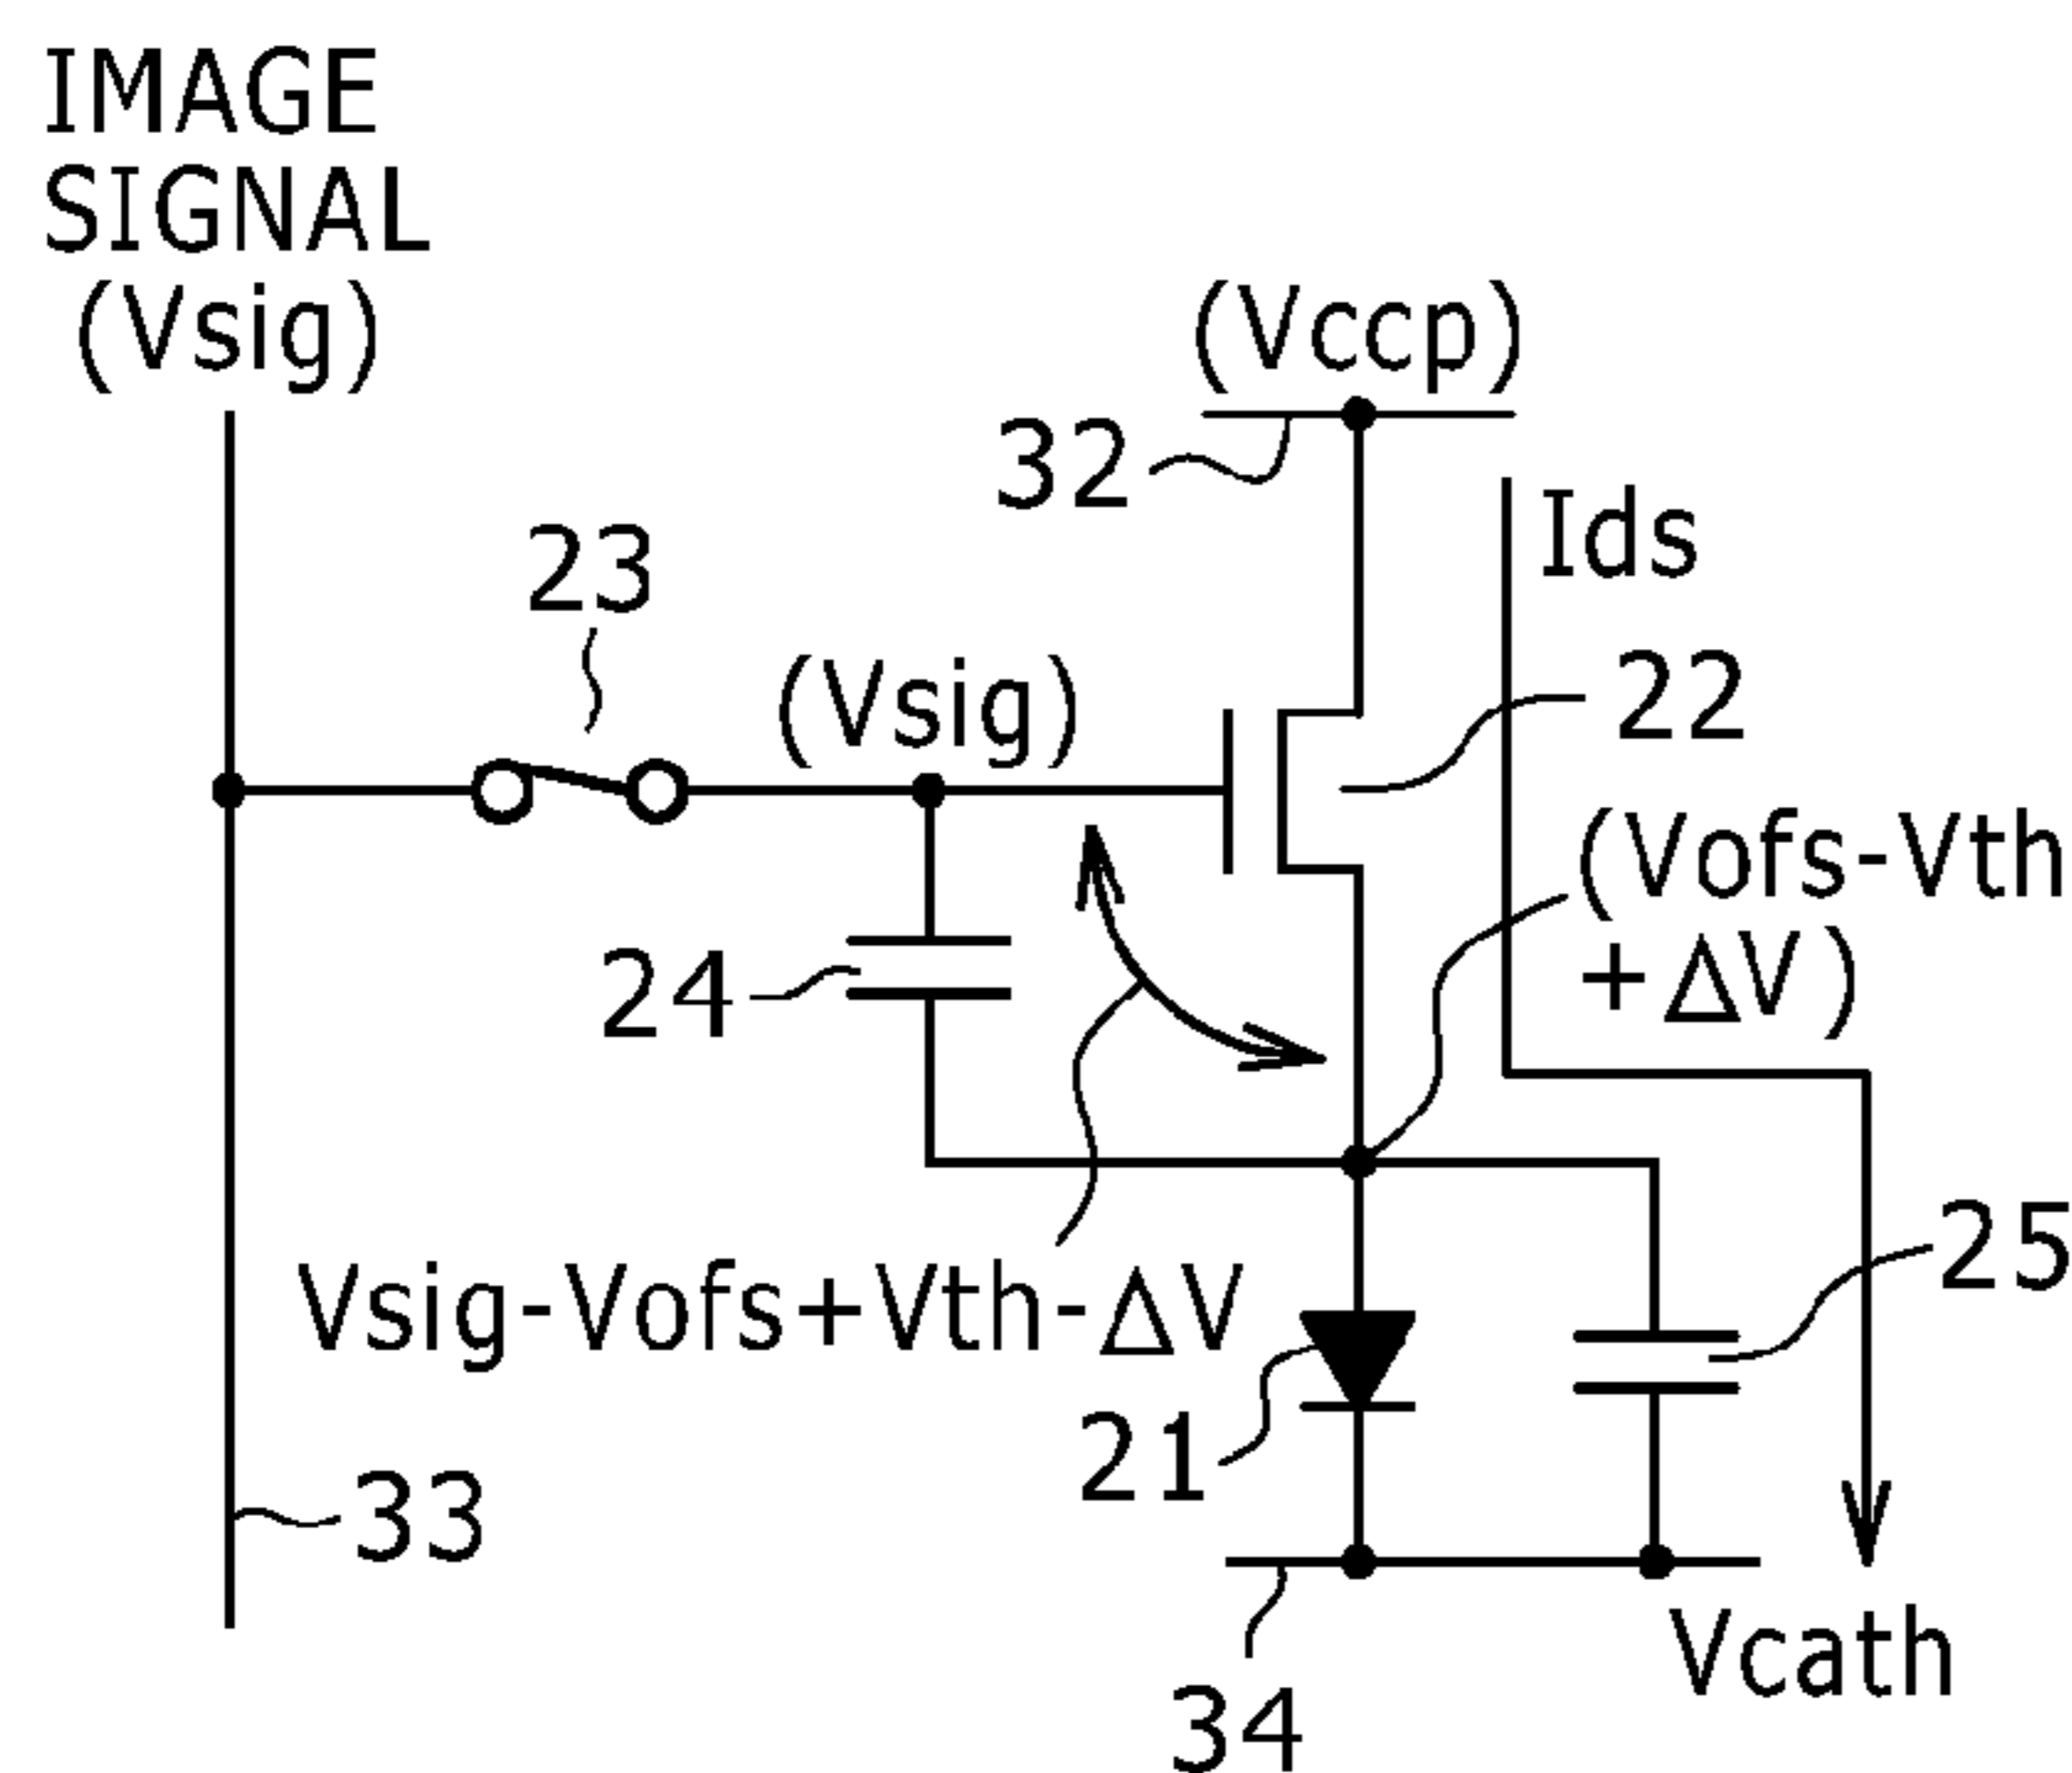 IMAGE
SIGNAL
(Vsig)
(Vccp)
32
Ids
23
(Vsig)
22
(Vofs-Vth
+ΔV)
24
25
Vsig-Vofs+Vth-ΔV
21
33
Vcath
34